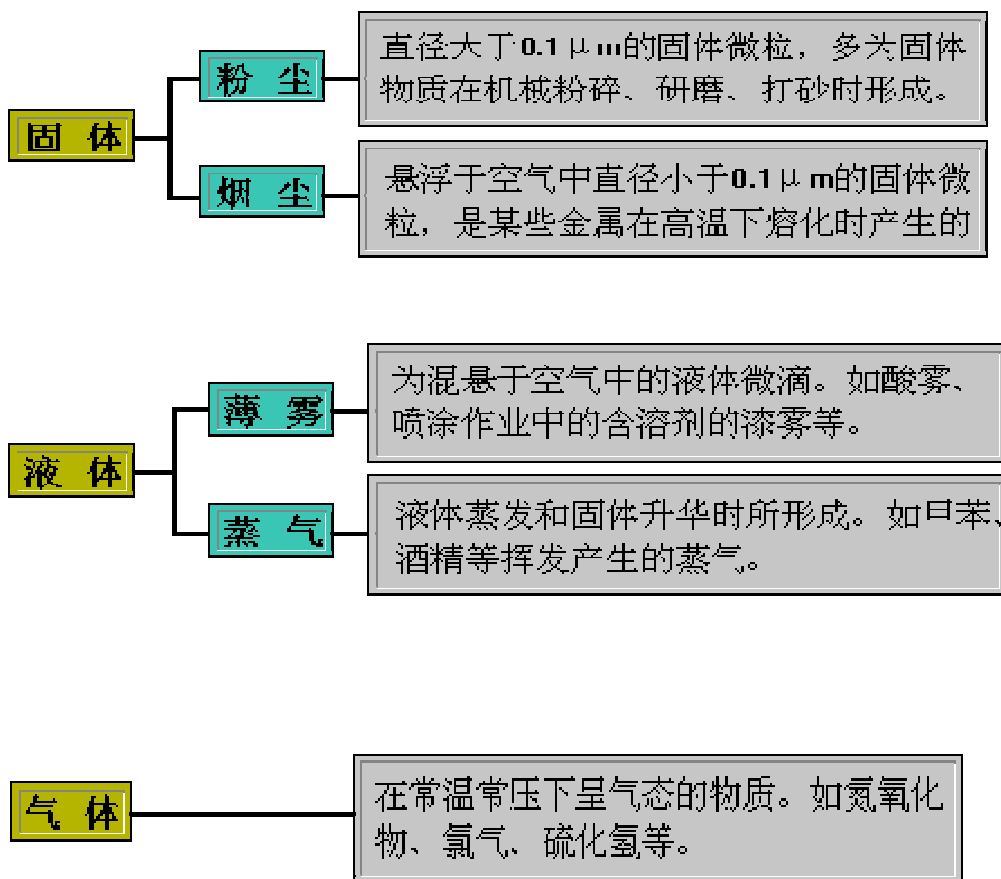 固 体
粉 尘
直径大于0.1μm的固体微粒，多为固体
物质在机械粉碎、研磨、打砂时形成。
烟 尘
悬浮于空气中直径小于0.1μm的固体微
粒，是某些金属在高温下熔化时产生的
液 体
薄 雾
为混悬于空气中的液体微滴。如酸雾、
喷涂作业中的含溶剂的漆雾等。
蒸 气
液体蒸发和固体升华时所形成。如甲苯、
酒精等挥发产生的蒸气。
气 体
在常温常压下呈气态的物质。如氮氧化
物、氯气、硫化氢等。